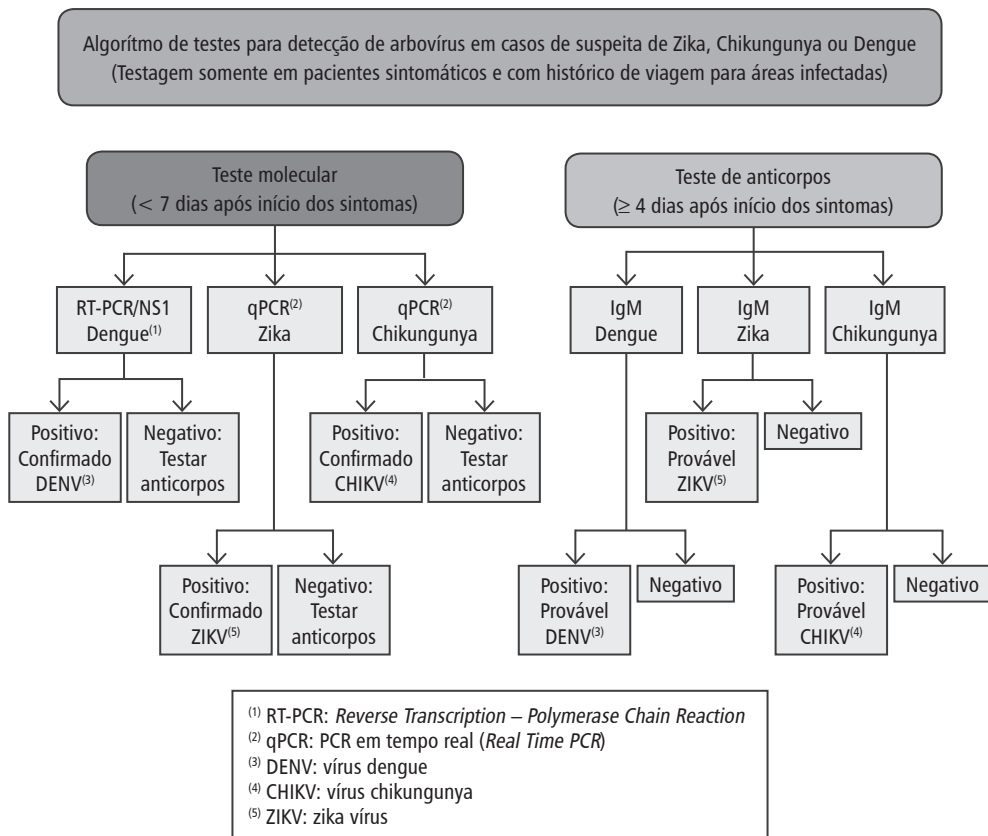 Algorítmo de testes para detecção de arbovírus em casos de suspeita de Zika, Chikungunya ou Dengue
(Testagem somente em pacientes sintomáticos e com histórico de viagem para áreas infectadas)
Teste molecular
(< 7 dias após início dos sintomas)
RT-PCR/NS1
Dengue(1)
qPCR(2)
Zika
qPCR(2)
Chikungunya
Positivo:
Confirmado
DENV(3)
Negativo:
Testar
anticorpos
Positivo:
Confirmado
CHIKV(4)
Negativo:
Testar
anticorpos
Positivo:
Confirmado
ZIKV(5)
Negativo:
Testar
anticorpos
Teste de anticorpos
(≥ 4 dias após início dos sintomas)
IgM
Dengue
IgM
Zika
IgM
Chikungunya
Positivo:
Provável
ZIKV(5)
Negativo
Positivo:
Provável
DENV(3)
Negativo
Positivo:
Provável
CHIKV(4)
Negativo
(1) RT-PCR: Reverse Transcription – Polymerase Chain Reaction
(2) qPCR: PCR em tempo real (Real Time PCR)
(3) DENV: vírus dengue
(4) CHIKV: vírus chikungunya
(5) ZIKV: zika vírus